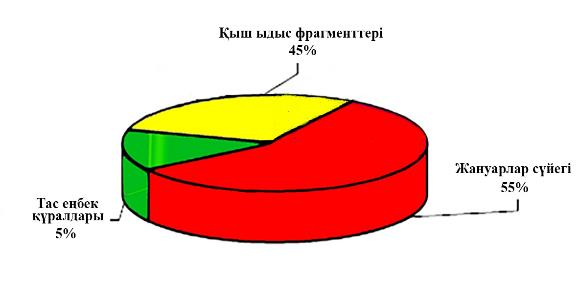 Қыш ыдыс фрагменттері
45%
Жануарлар сүйегі
55%
Тас еңбек
құралдары
5%